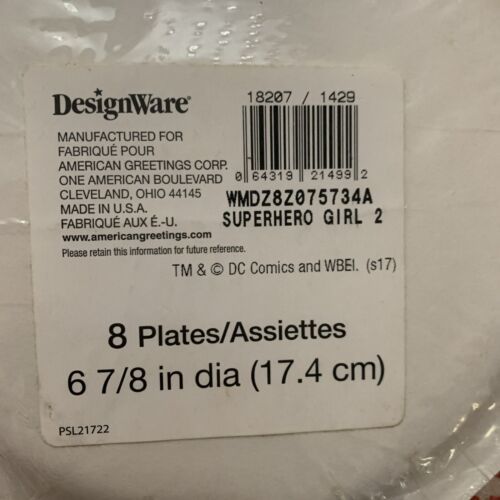 DesignWare®
MANUFACTURED FOR
FABRIQUÉ POUR
AMERICAN GREETINGS CORP.
ONE AMERICAN BOULEVARD
CLEVELAND, OHIO 44145
MADE IN U.S.A.
FABRIQUÉ AUX É.-U.
www.americangreetings.com
Please retain this information for future reference.
18207 / 1429
0 64319 21499 2
WMDZ8Z075734A
SUPERHERO GIRL 2
TM & © DC Comics and WBEI. (s17)
8 Plates/Assiettes
6 7/8 in dia (17.4 cm)
PSL21722